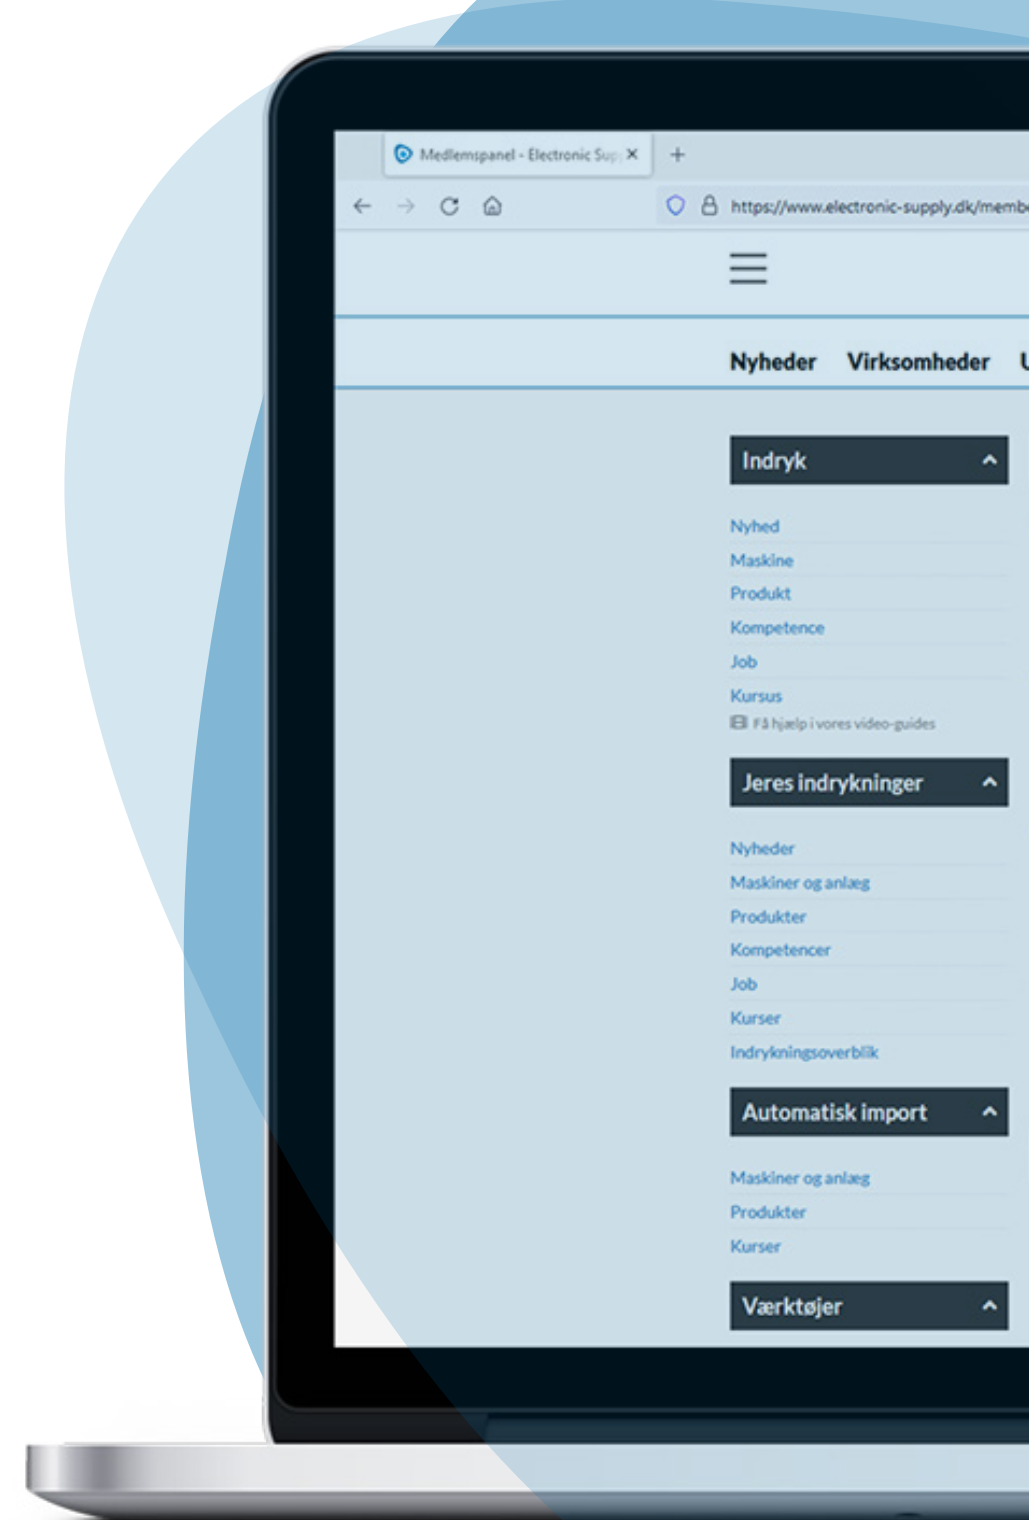 Medlemspanel - Electronic Sup
https://www.electronic-supply.dk/membe
Nyheder Virksomheder U
Indryk
Nyhed
Maskine
Produkt
Kompetence
Job
Kursus
Få hjælp i vores video-guides
Jeres indrykninger
Nyheder
Maskiner og anlæg
Produkter
Kompetencer
Job
Kurser
Indrykningsoverblik
Automatisk import
Maskiner og anlæg
Produkter
Kurser
Værktøjer